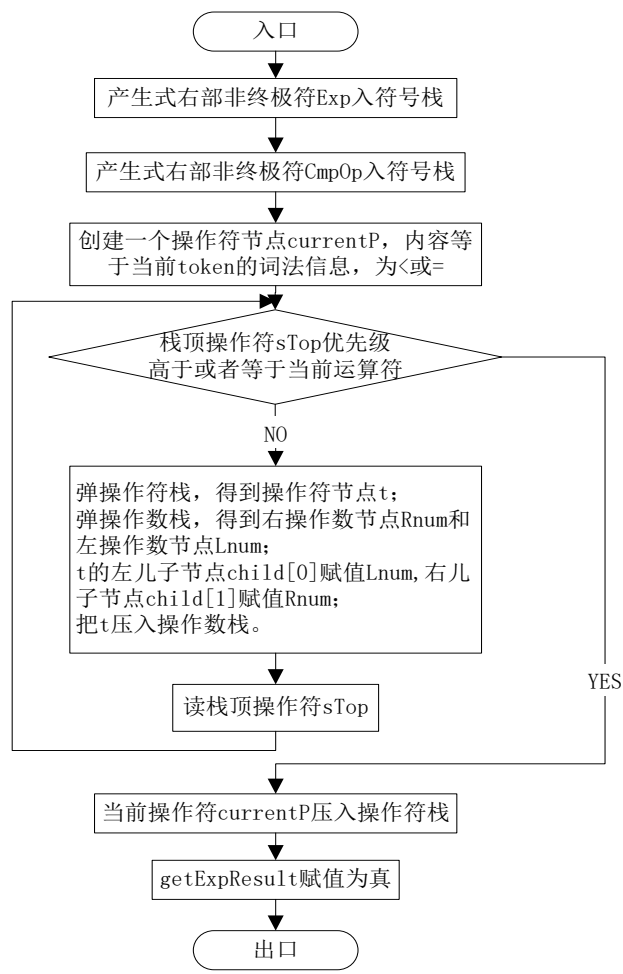 入口
产生式右部非终极符Exp入符号栈
产生式右部非终极符CmpOp入符号栈
创建一个操作符节点currentP，内容等
于当前token的词法信息，为<或=
栈顶操作符sTop优先级
高于或者等于当前运算符
NO
弹操作符栈，得到操作符节点t；
弹操作数栈，得到右操作数节点Rnum和
左操作数节点Lnum；
t的左儿子节点child[0]赋值Lnum,右儿
子节点child[1]赋值Rnum；
把t压入操作数栈。
YES
读栈顶操作符sTop
当前操作符currentP压入操作符栈
getExpResult赋值为真
出口